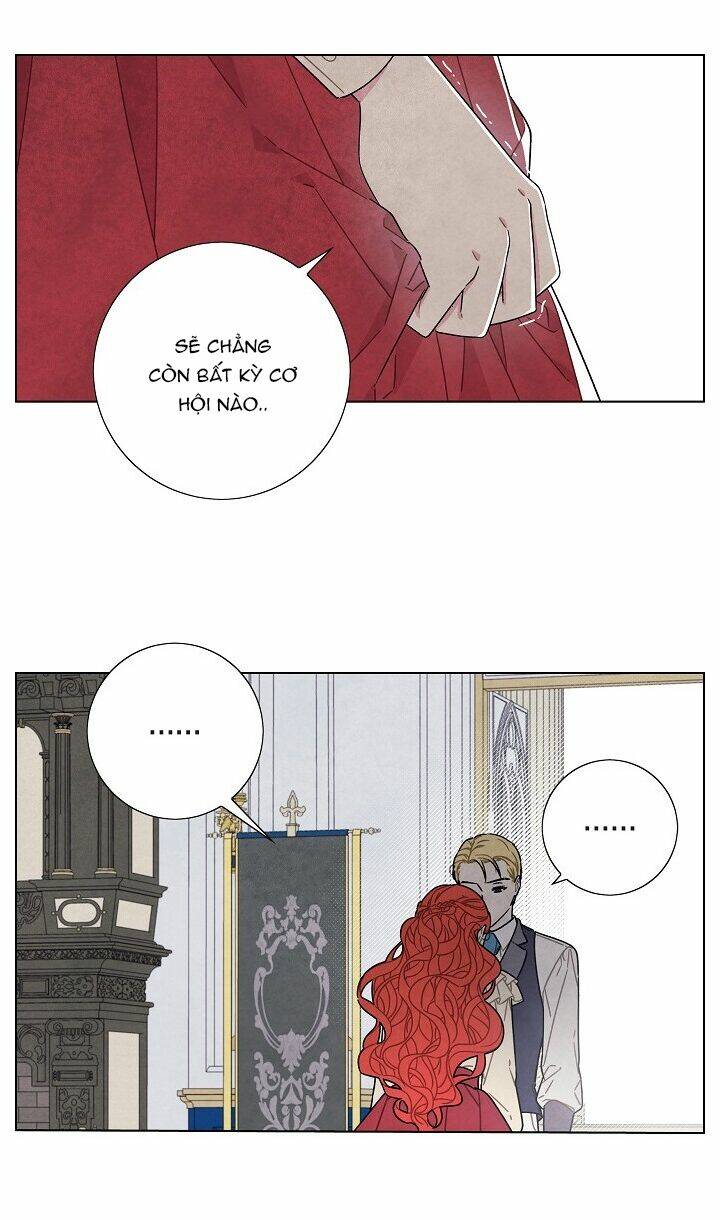 SẼ CHẲNG
CÒN BẤT KỲ CƠ
HỘI NÀO..
......
......